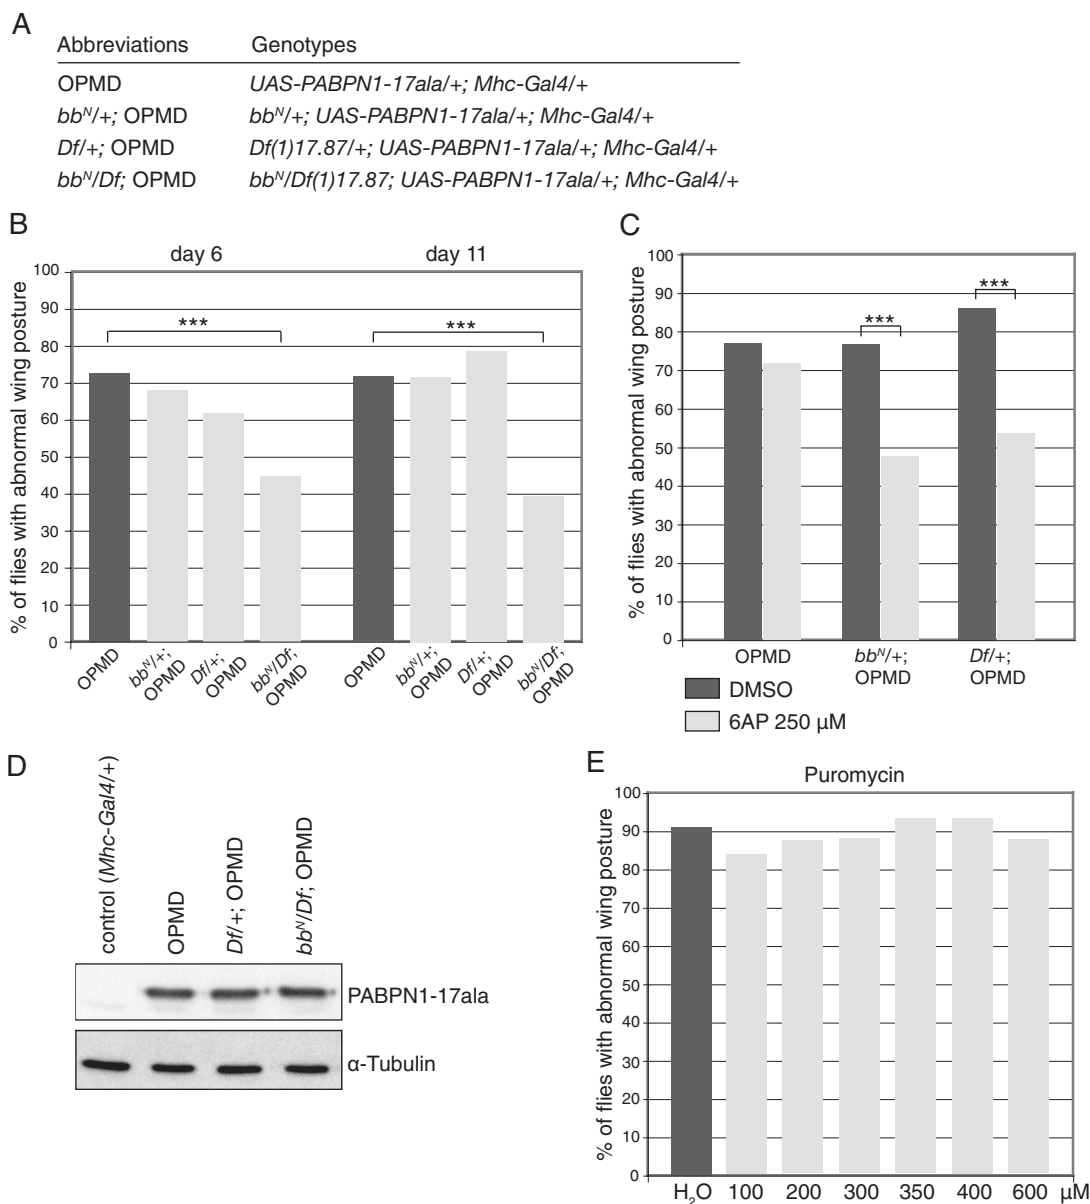 A
Abbreviations Genotypes
OPMD UAS-PABPN1-17ala/+; Mhc-Gal4/+
bbᴺ/+; OPMD bbᴺ/+; UAS-PABPN1-17ala/+; Mhc-Gal4/+
Df/+; OPMD Df(1)17.87/+; UAS-PABPN1-17ala/+; Mhc-Gal4/+
bbᴺ/Df; OPMD bbᴺ/Df(1)17.87; UAS-PABPN1-17ala/+; Mhc-Gal4/+
B
day 6 day 11
% of flies with abnormal wing posture
100
90
80
70
60
50
40
30
20
10
0
*** ***
OPMD
bbᴺ/+;
OPMD
Df/+;
OPMD
bbᴺ/Df;
OPMD
OPMD
bbᴺ/+;
OPMD
Df/+;
OPMD
bbᴺ/Df;
OPMD
C
% of flies with abnormal wing posture
100
90
80
70
60
50
40
30
20
10
0
***
***
OPMD
bbᴺ/+;
OPMD
Df/+;
OPMD
DMSO
6AP 250 µM
D
control (Mhc-Gal4/+)
OPMD
Df/+; OPMD
bbᴺ/Df; OPMD
PABPN1-17ala
α-Tubulin
E
Puromycin
% of flies with abnormal wing posture
100
90
80
70
60
50
40
30
20
10
0
H₂O 100 200 300 350 400 600 µM